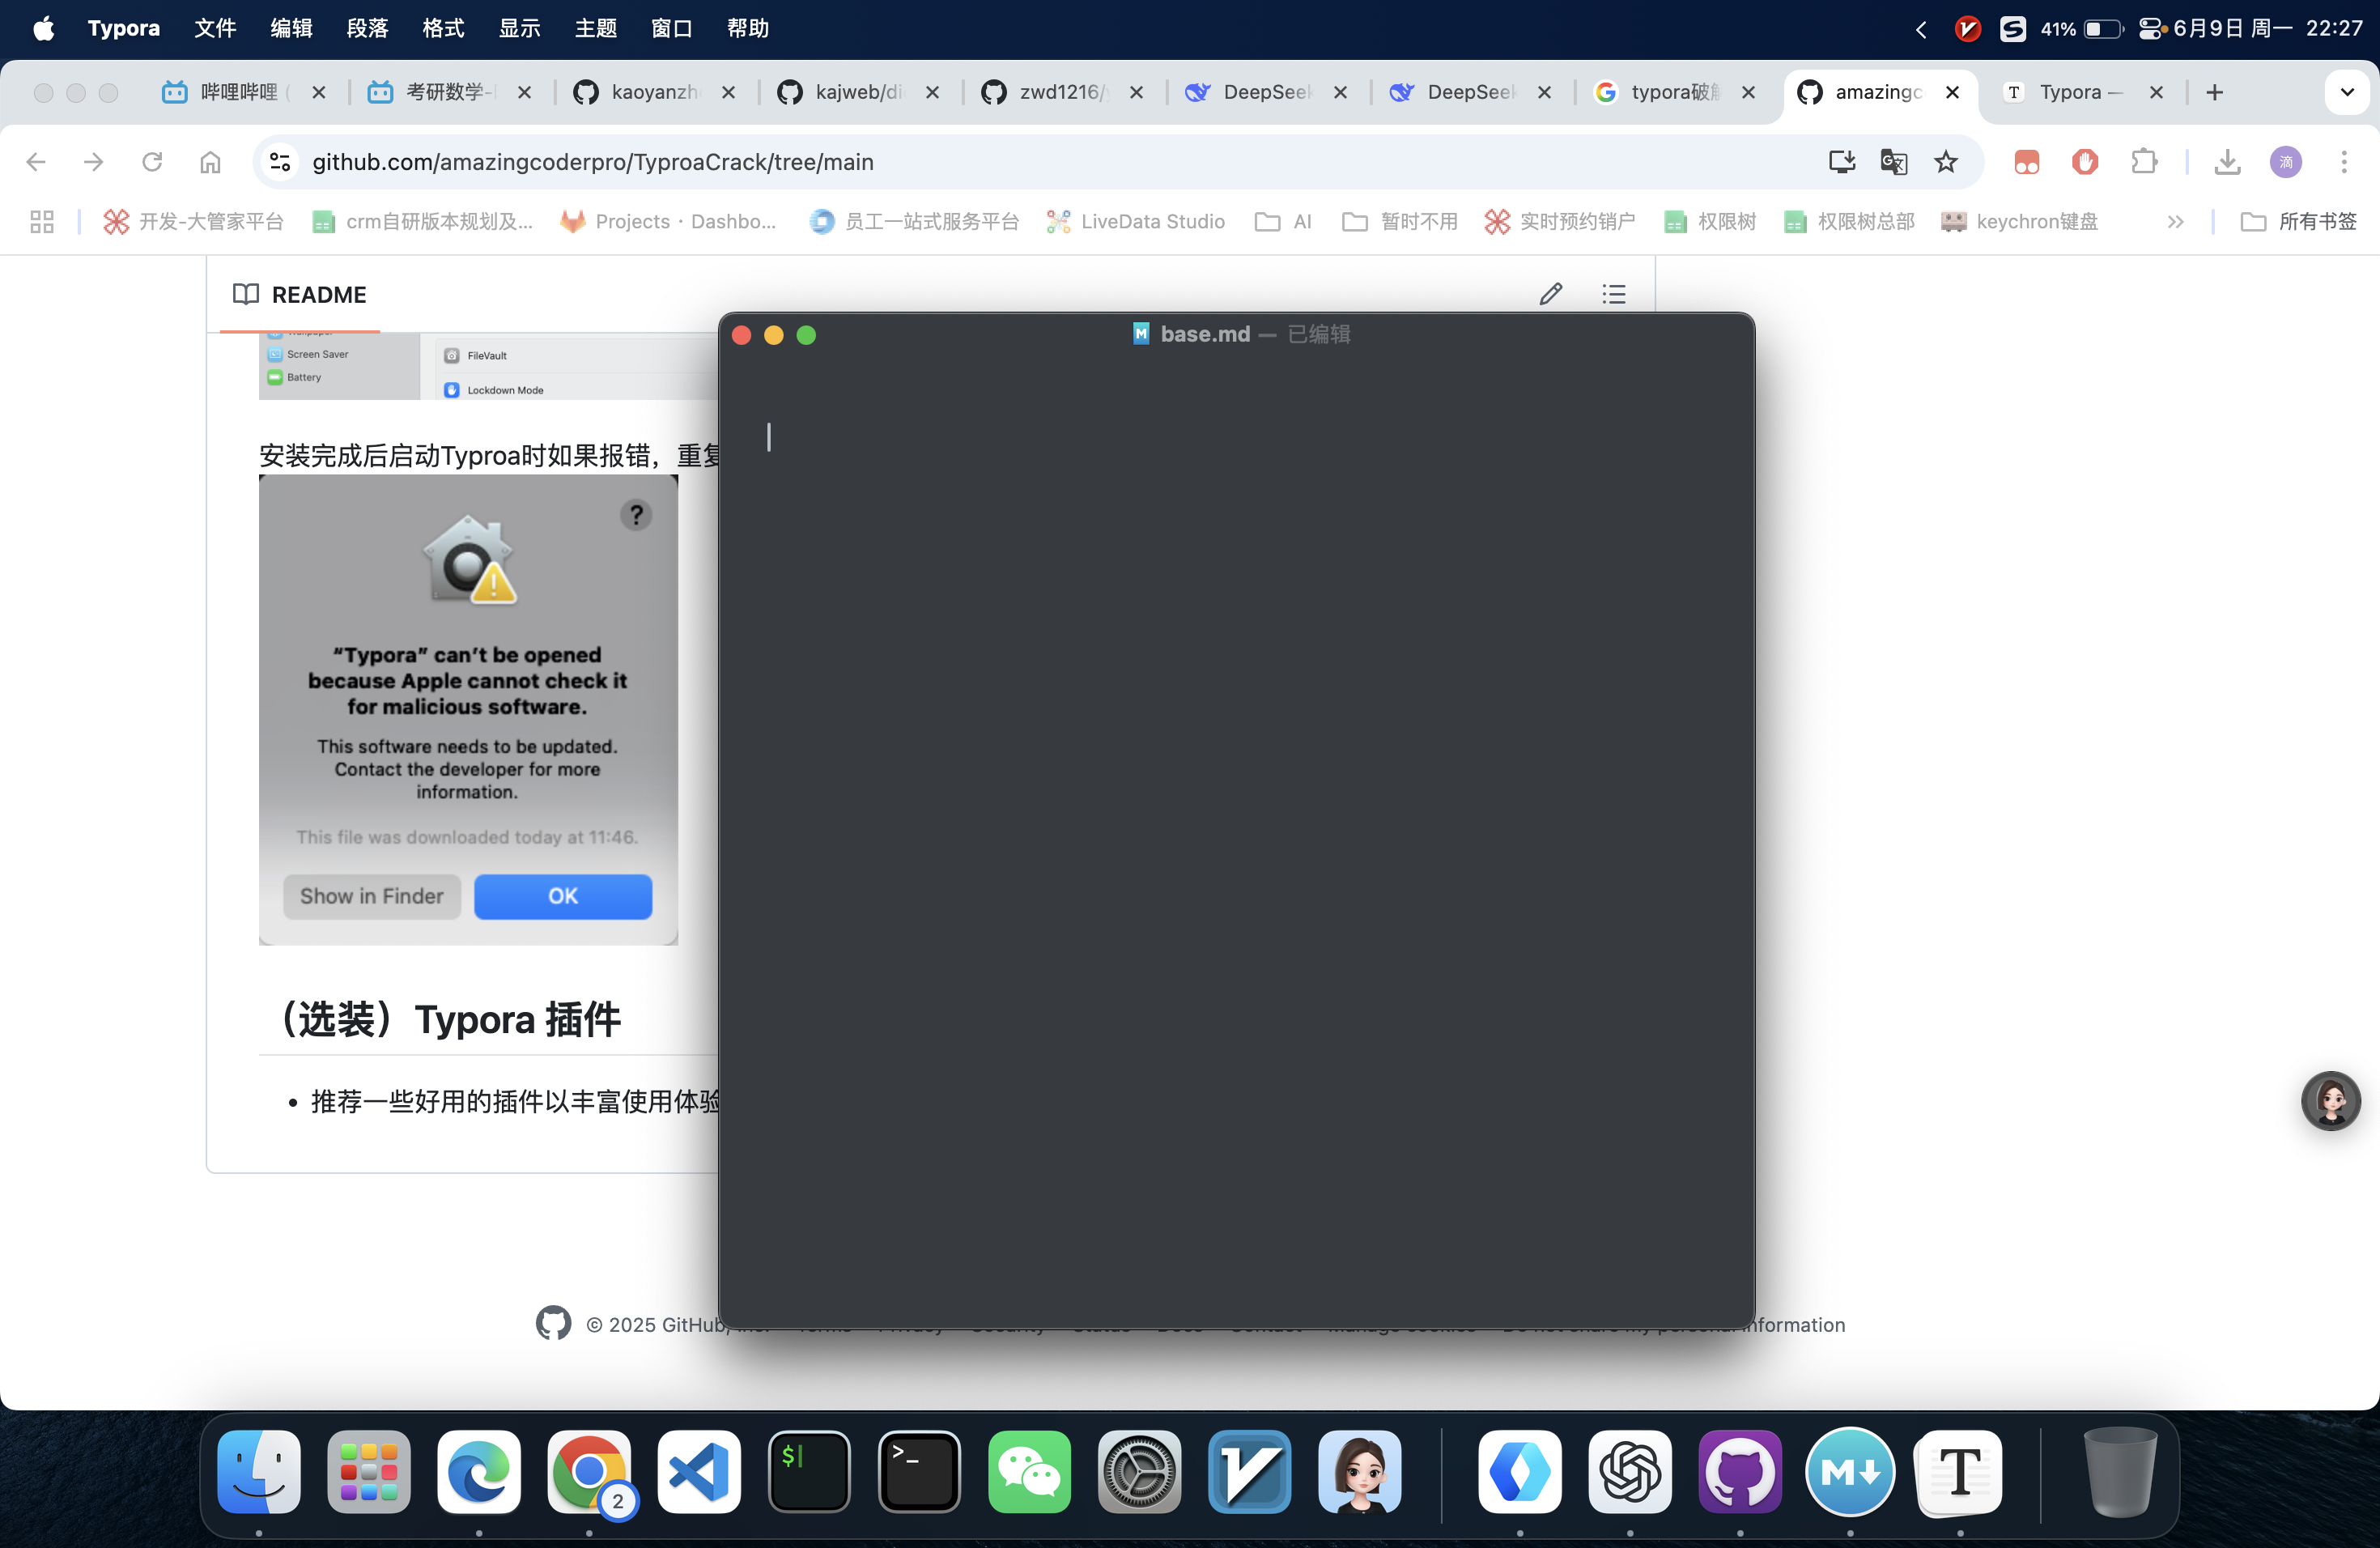 Typora 文件 编辑 段落 格式 显示 主题 窗口 帮助 41% 6月9日 周一 22:27
哔哩哔哩 ( 考研数学- kaoyanzh kajweb/di zwd1216/ DeepSeek DeepSeek typora破解 amazingc Typora —
github.com/amazingcoderpro/TyproaCrack/tree/main 滴
开发-大管家平台 crm自研版本规划及... Projects · Dashbo... 员工一站式服务平台 LiveData Studio AI 暂时不用 实时预约销户 权限树 权限树总部 keychron键盘 所有书签
README
base.md — 已编辑
Screen Saver
FileVault
Battery
Lockdown Mode
安装完成后启动Typroa时如果报错，重复
?
“Typora” can’t be opened
because Apple cannot check it
for malicious software.
This software needs to be updated.
Contact the developer for more
information.
This file was downloaded today at 11:46.
Show in Finder OK
（选装）Typora 插件
• 推荐一些好用的插件以丰富使用体验
© 2025 GitHub, information
$ >_ 2 M T